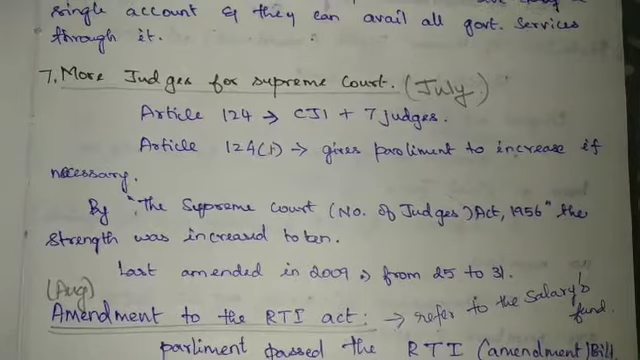 single account & they can avail all govt. services
through it.
7. More Judges for supreme court. (July)
Article 124 → CJI + 7 judges.
Article 124(1) → gives parliment to increase if
necessary.
By "The Supreme Court (No. of Judges) Act, 1956" the
strength was increased to ten.
Last amended in 2009 → from 25 to 31.
(Aug)
Amendment to the RTI act: → refer to the salary's
fund.
parliment passed the RTI (amendment) Bill